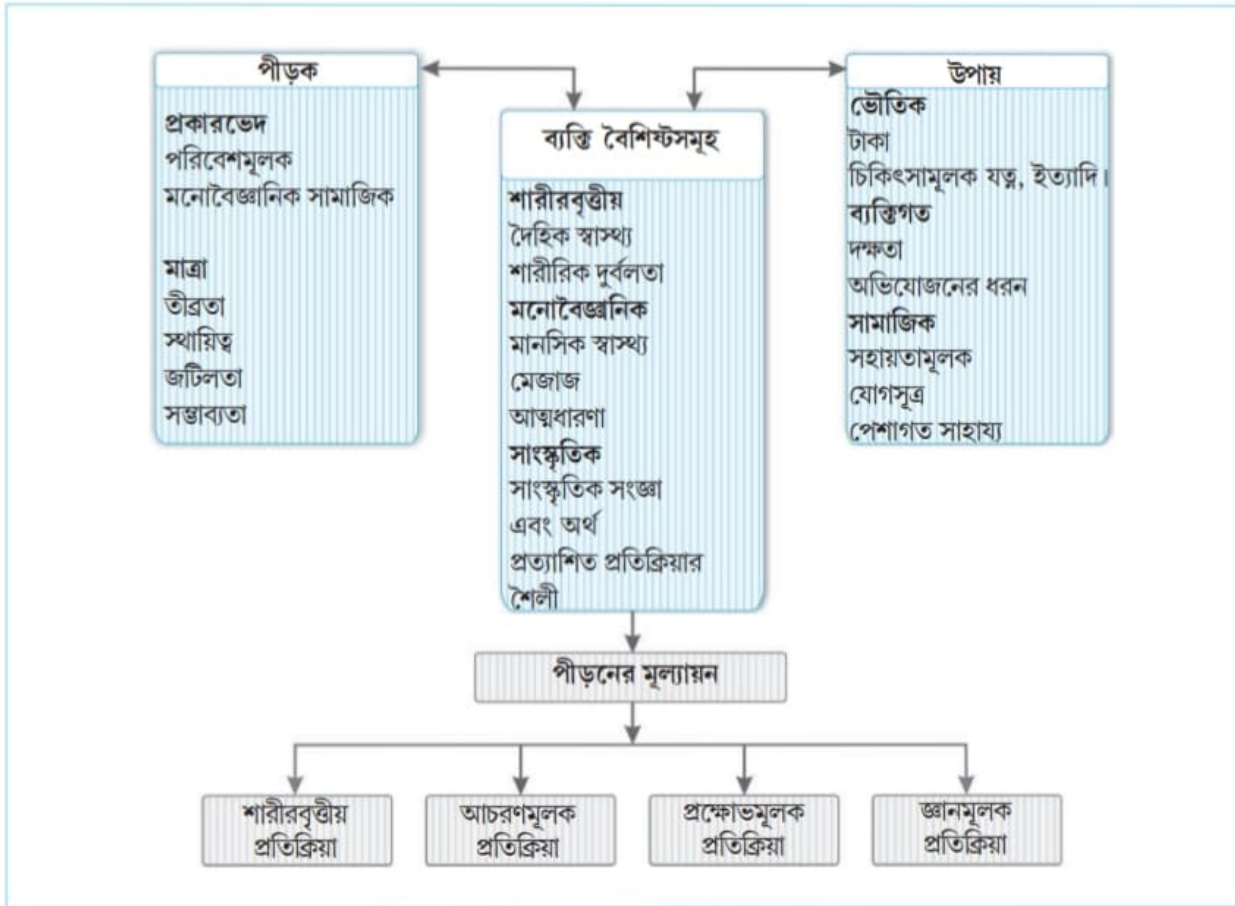 পীড়ক
প্রকারভেদ
পরিবেশমূলক
মনোবৈজ্ঞানিক সামাজিক
মাত্রা
তীব্রতা
স্থায়িত্ব
জটিলতা
সম্ভাব্যতা
ব্যক্তি বৈশিষ্টসমূহ
শারীরবৃত্তীয়
দৈহিক স্বাস্থ্য
শারীরিক দুর্বলতা
মনোবৈজ্ঞানিক
মানসিক স্বাস্থ্য
মেজাজ
আত্মধারণা
সাংস্কৃতিক
সাংস্কৃতিক সংজ্ঞা
এবং অর্থ
প্রত্যাশিত প্রতিক্রিয়ার
শৈলী
উপায়
ভৌতিক
টাকা
চিকিৎসামূলক যত্ন, ইত্যাদি।
ব্যক্তিগত
দক্ষতা
অভিযোজনের ধরন
সামাজিক
সহায়তামূলক
যোগসূত্র
পেশাগত সাহায্য
পীড়নের মূল্যায়ন
শারীরবৃত্তীয়
প্রতিক্রিয়া
আচরণমূলক
প্রতিক্রিয়া
প্রক্ষোভমূলক
প্রতিক্রিয়া
জ্ঞানমূলক
প্রতিক্রিয়া